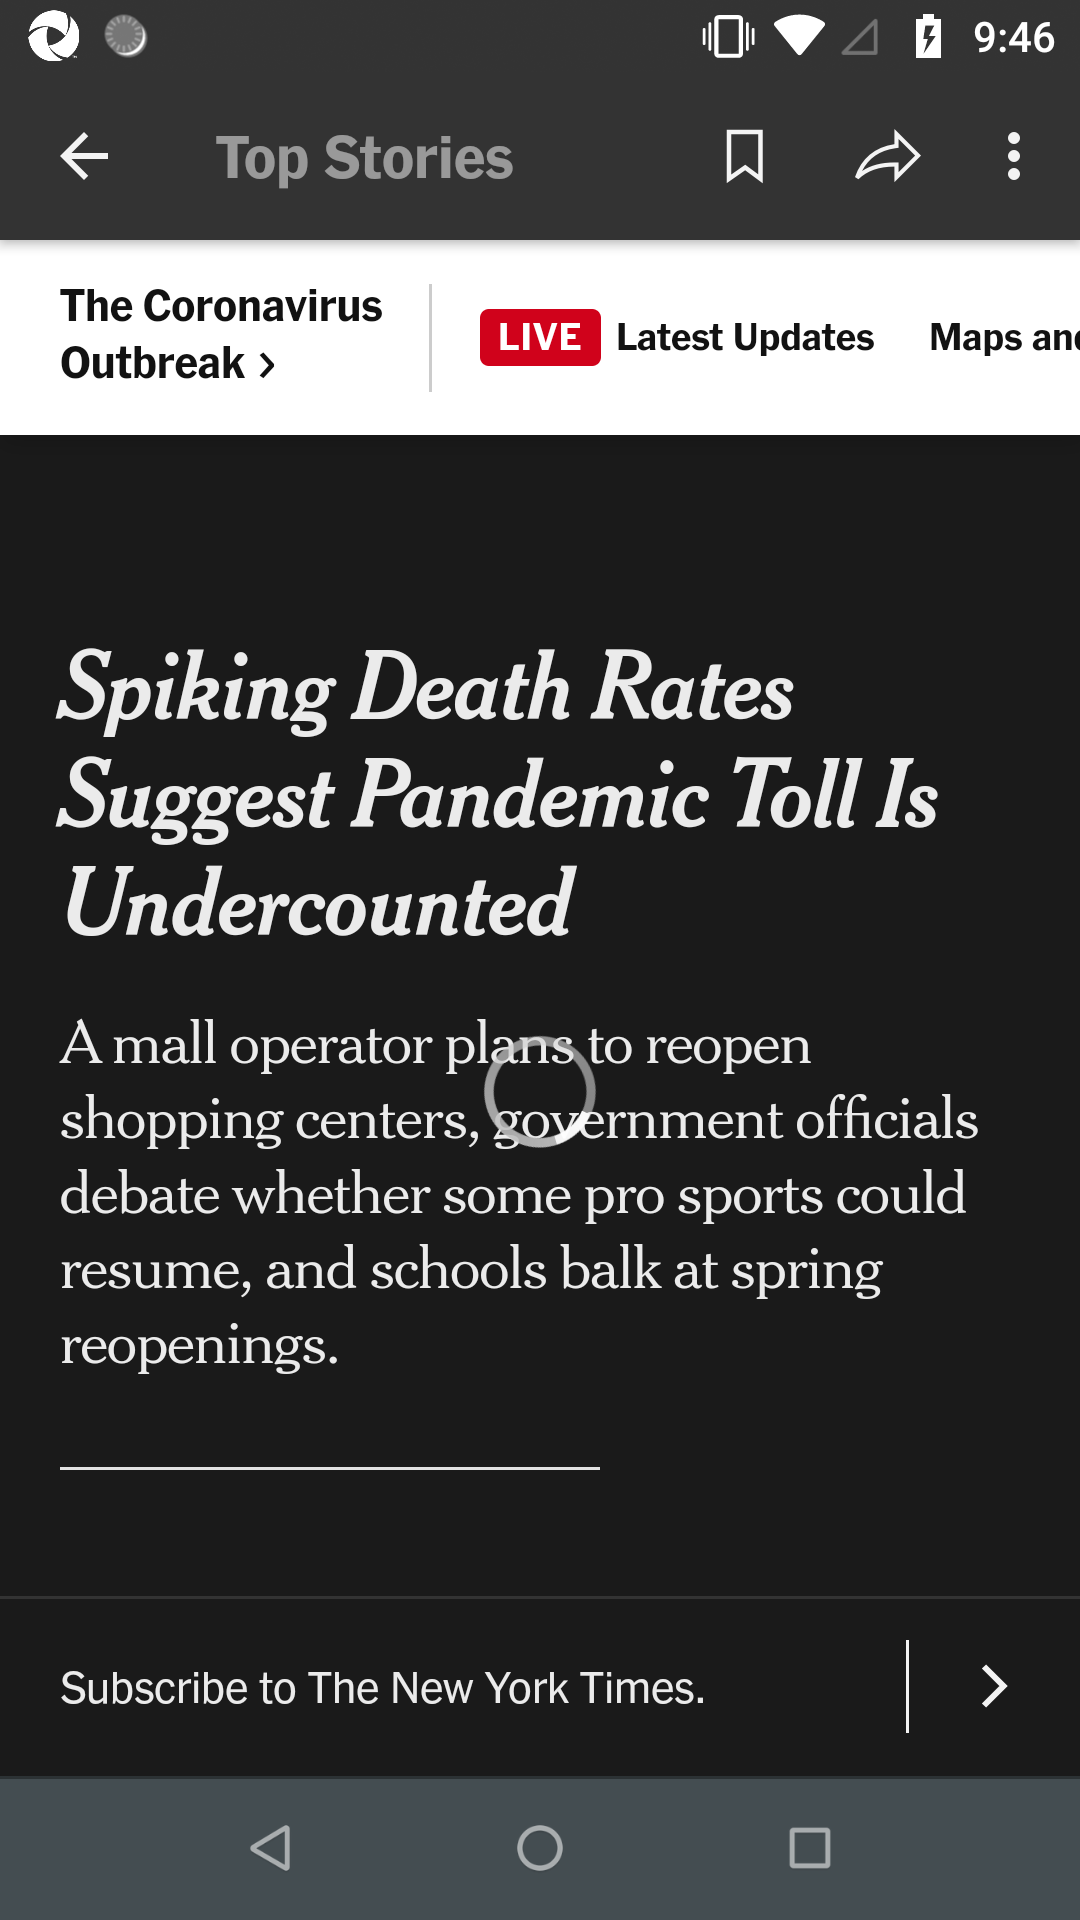 9:46
Top Stories
The Coronavirus
Outbreak >
LIVE Latest Updates Maps and
Spiking Death Rates
Suggest Pandemic Toll Is
Undercounted
A mall operator plans to reopen
shopping centers, government officials
debate whether some pro sports could
resume, and schools balk at spring
reopenings.
Subscribe to The New York Times.